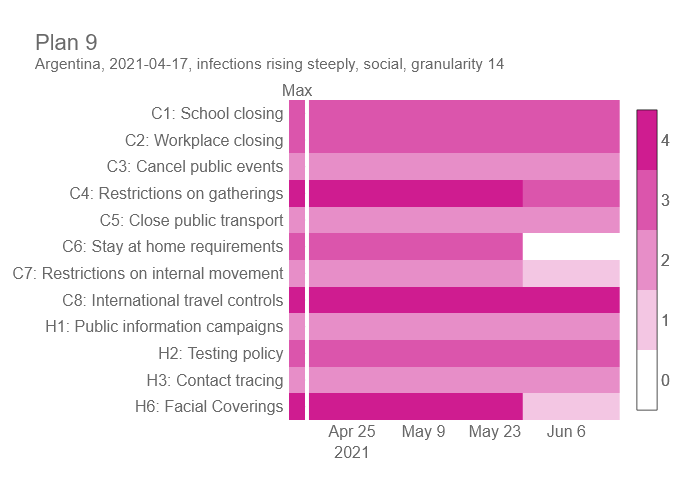 Plan 9
Argentina, 2021-04-17, infections rising steeply, social, granularity 14
Max
C1: School closing
C2: Workplace closing
C3: Cancel public events
C4: Restrictions on gatherings
C5: Close public transport
C6: Stay at home requirements
C7: Restrictions on internal movement
C8: International travel controls
H1: Public information campaigns
H2: Testing policy
H3: Contact tracing
H6: Facial Coverings
Apr 25 May 9 May 23 Jun 6
2021
4
3
2
1
0